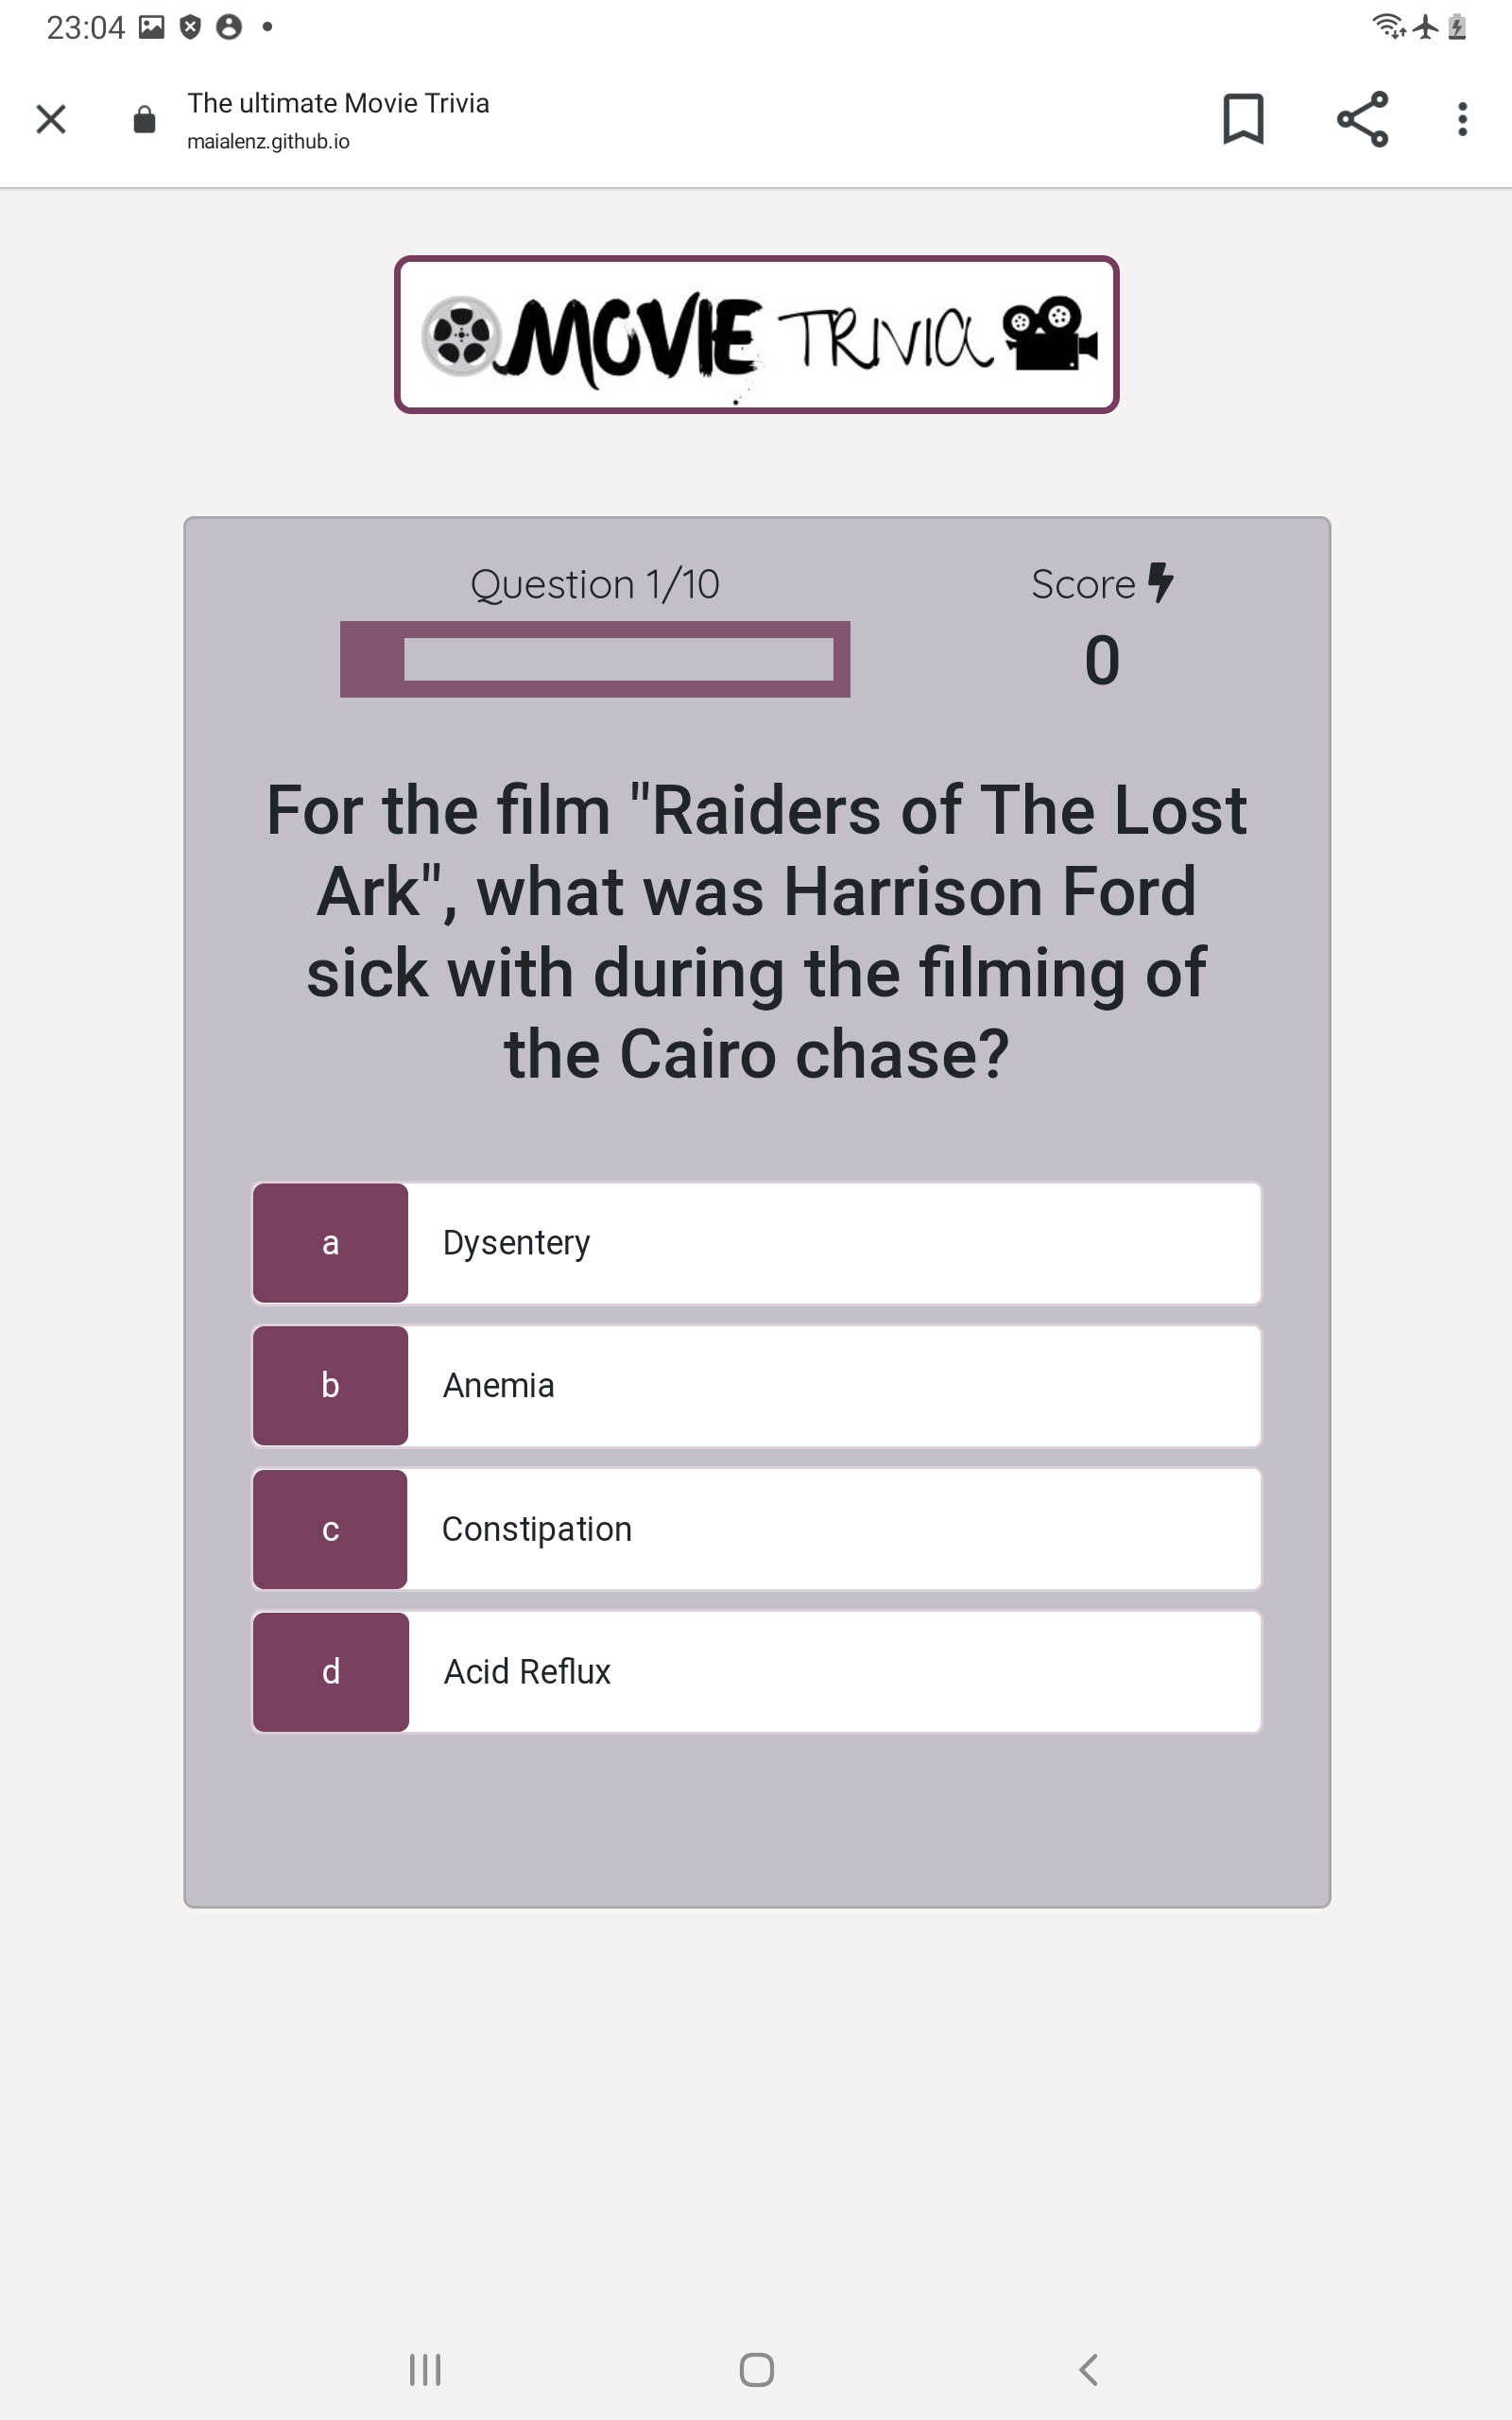 23:04
The ultimate Movie Trivia
maialenz.github.io
MOVIE TRIVIA
Question 1/10
Score
0
For the film "Raiders of The Lost
Ark", what was Harrison Ford
sick with during the filming of
the Cairo chase?
a Dysentery
b Anemia
c Constipation
d Acid Reflux